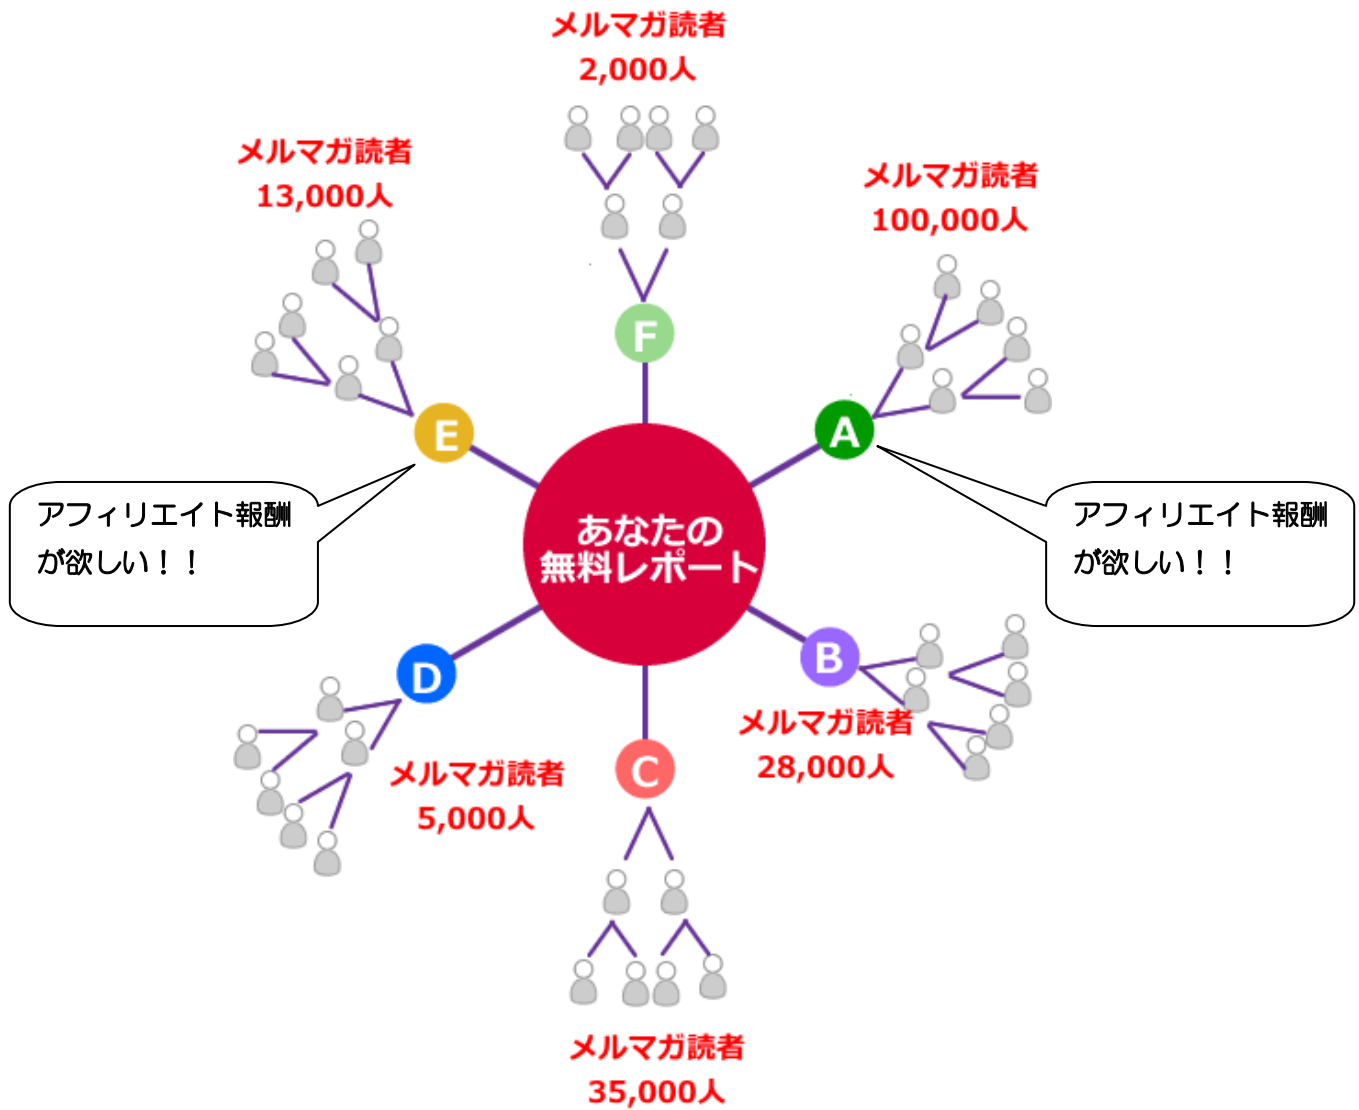 メルマガ読者
2,000人
メルマガ読者
13,000人
メルマガ読者
100,000人
F
E
A
アフィリエイト報酬
が欲しい！！
あなたの
無料レポート
アフィリエイト報酬
が欲しい！！
D
B
メルマガ読者
28,000人
メルマガ読者
5,000人
C
メルマガ読者
35,000人